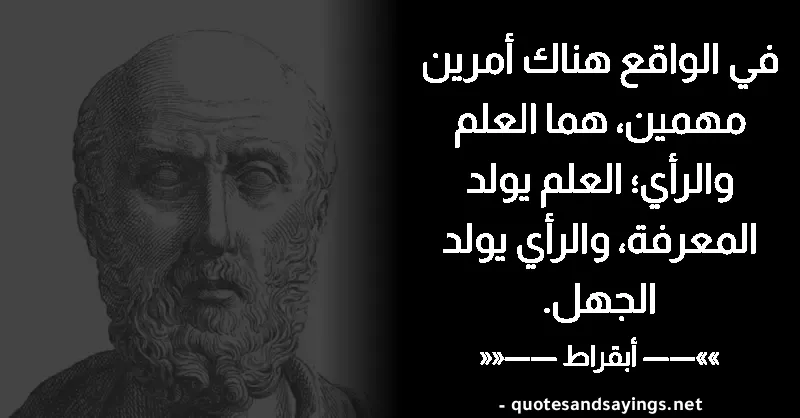 في الواقع هناك أمرين
مهمين، هما العلم
والرأي؛ العلم يولد
المعرفة، والرأي يولد
الجهل.
»»——— أبقراط ———««
- quotesandsayings.net